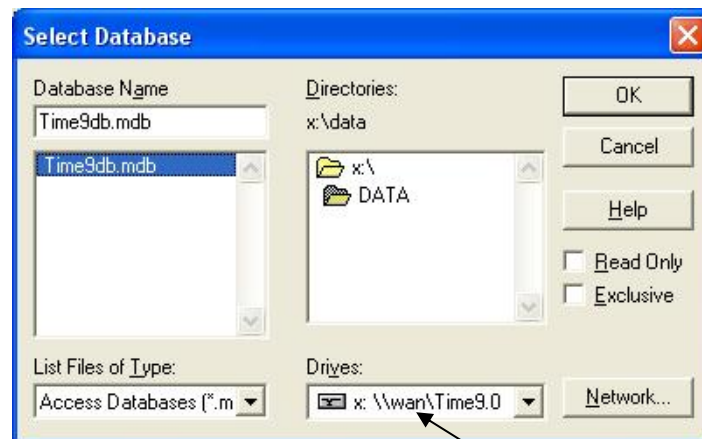 Select Database
Database Name
Time9db.mdb
Time9db.mdb
List Files of Type:
Access Databases (*.m
Directories:
x:\data
x:\
DATA
Drives:
x: \\wan\Time9.0
OK
Cancel
Help
Read Only
Exclusive
Network...